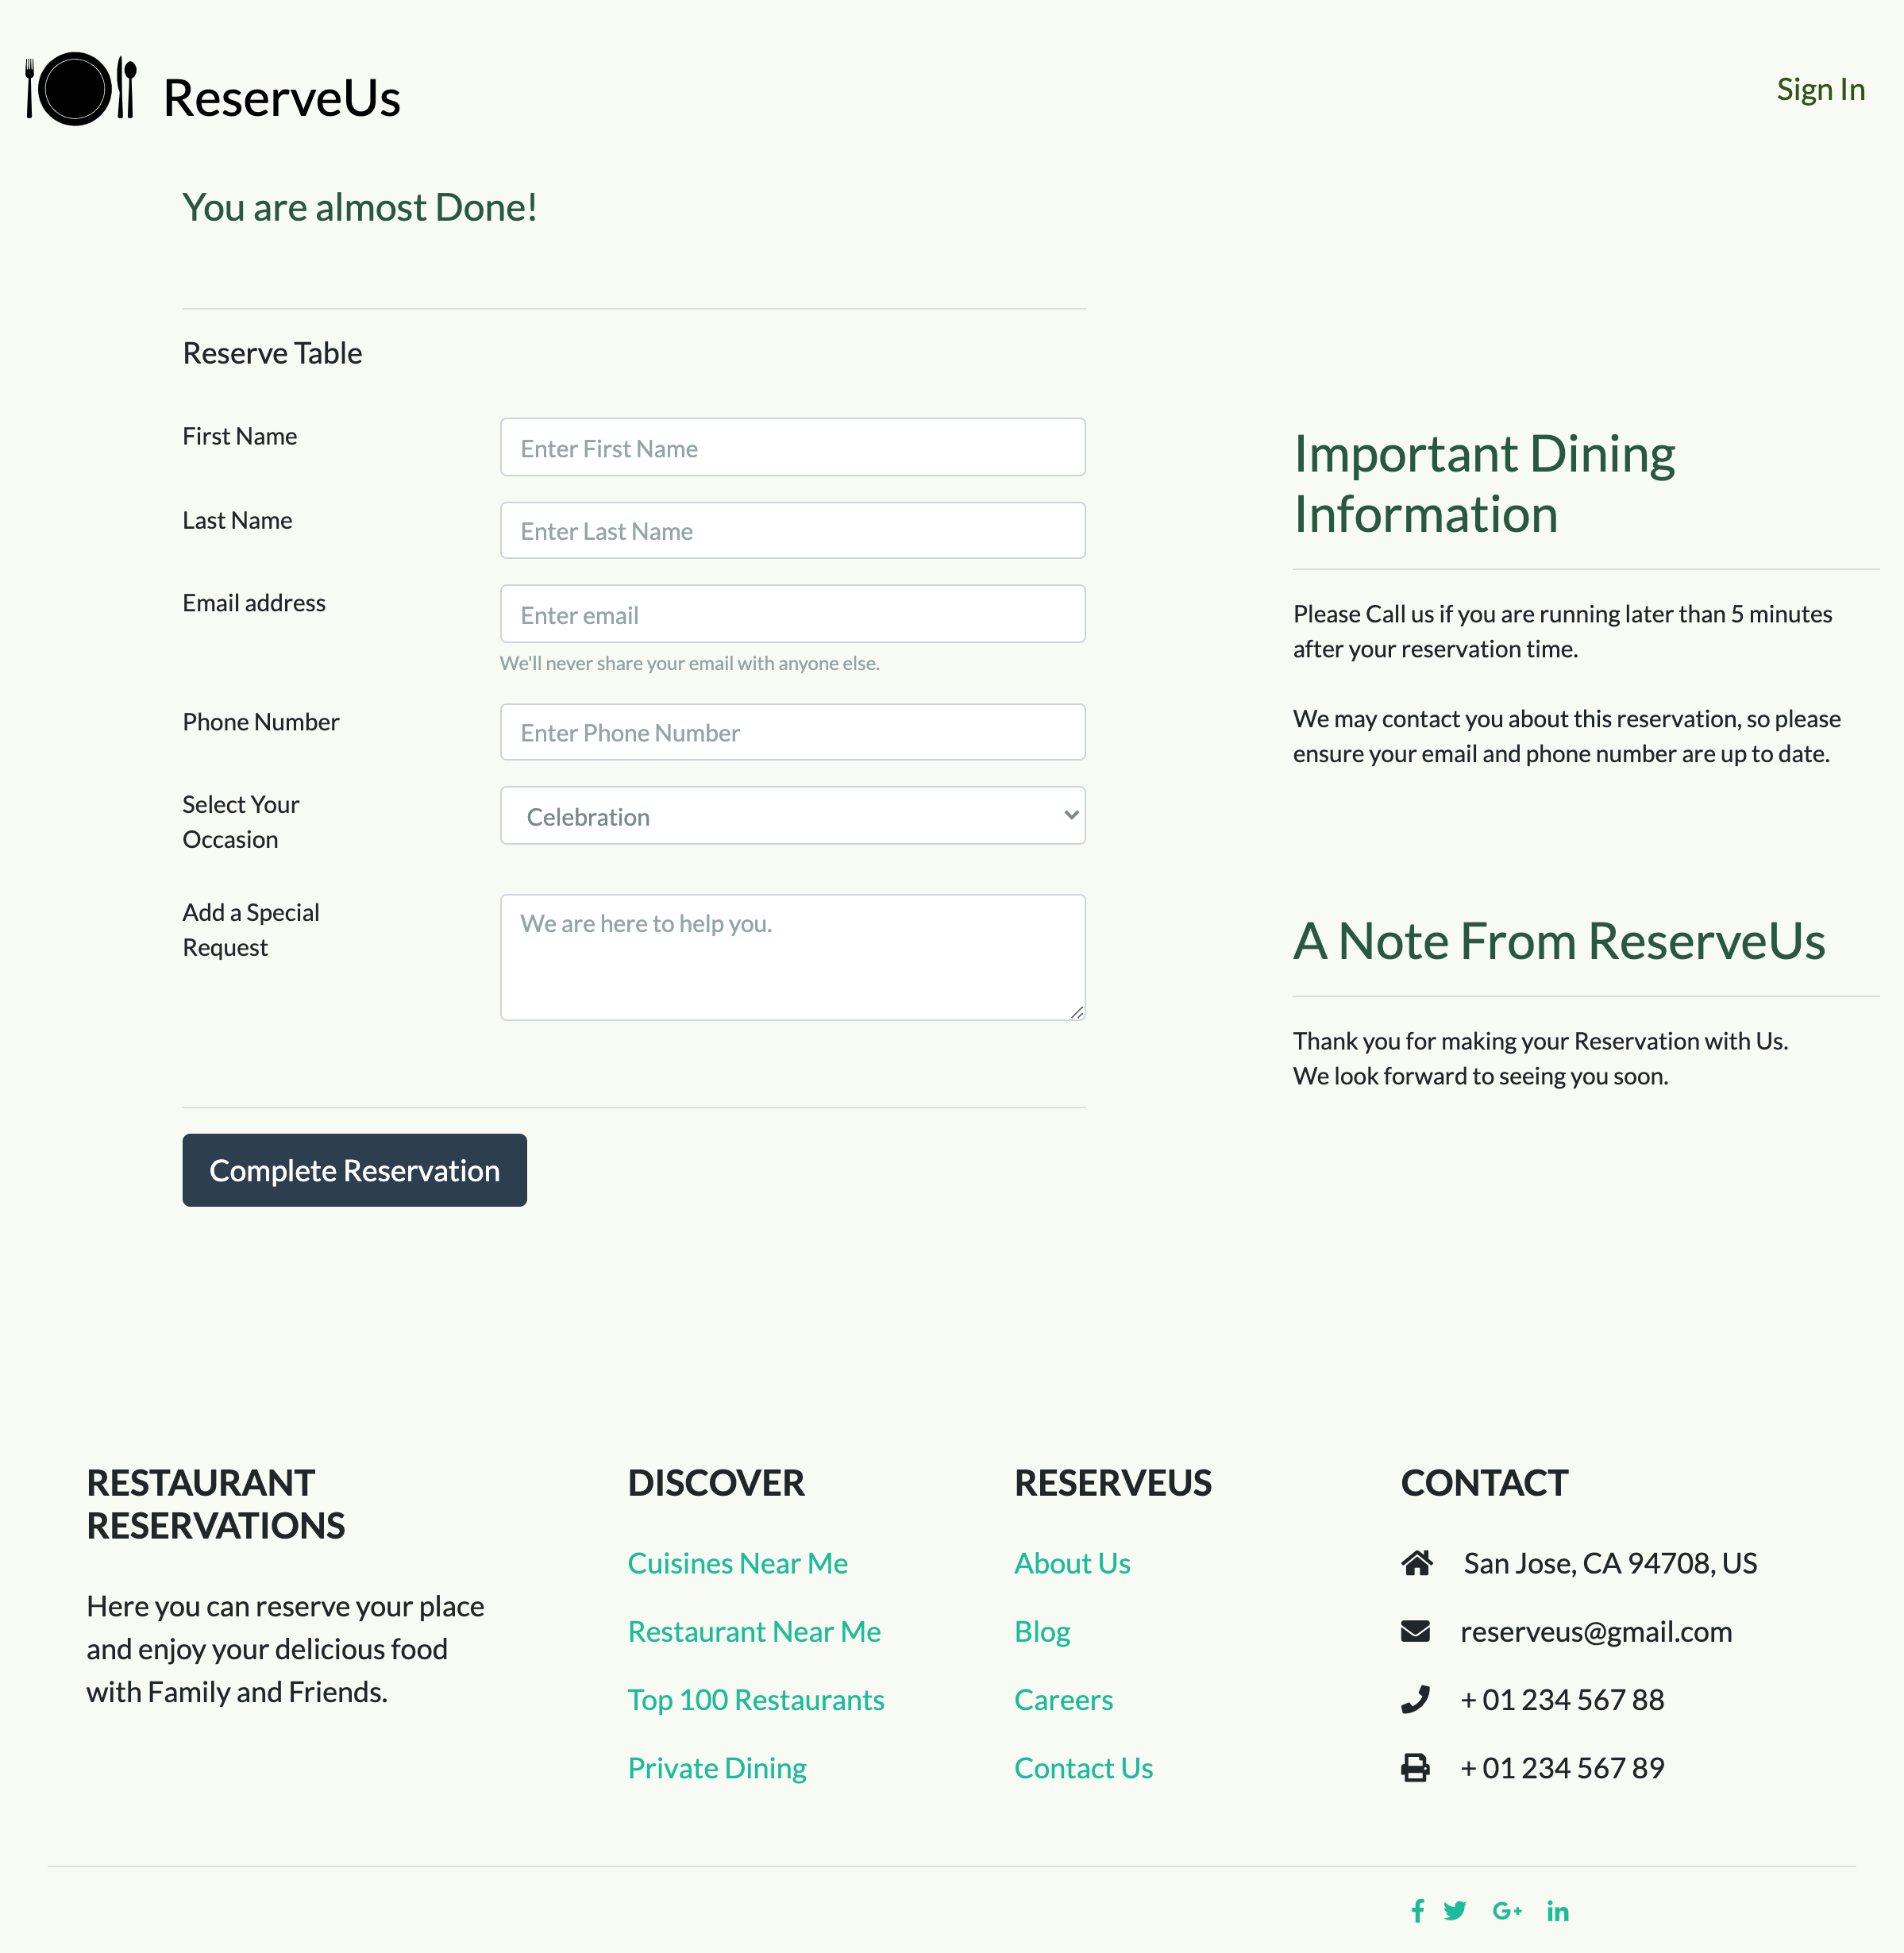 ReserveUs
Sign In
You are almost Done!
Reserve Table
First Name
Enter First Name
Last Name
Enter Last Name
Email address
Enter email
We'll never share your email with anyone else.
Phone Number
Enter Phone Number
Select Your
Occasion
Celebration
Add a Special
Request
We are here to help you.
Complete Reservation
Important Dining
Information
Please Call us if you are running later than 5 minutes
after your reservation time.
We may contact you about this reservation, so please
ensure your email and phone number are up to date.
A Note From ReserveUs
Thank you for making your Reservation with Us.
We look forward to seeing you soon.
RESTAURANT
RESERVATIONS
Here you can reserve your place
and enjoy your delicious food
with Family and Friends.
DISCOVER
Cuisines Near Me
Restaurant Near Me
Top 100 Restaurants
Private Dining
RESERVEUS
About Us
Blog
Careers
Contact Us
CONTACT
San Jose, CA 94708, US
reserveus@gmail.com
+ 01 234 567 88
+ 01 234 567 89